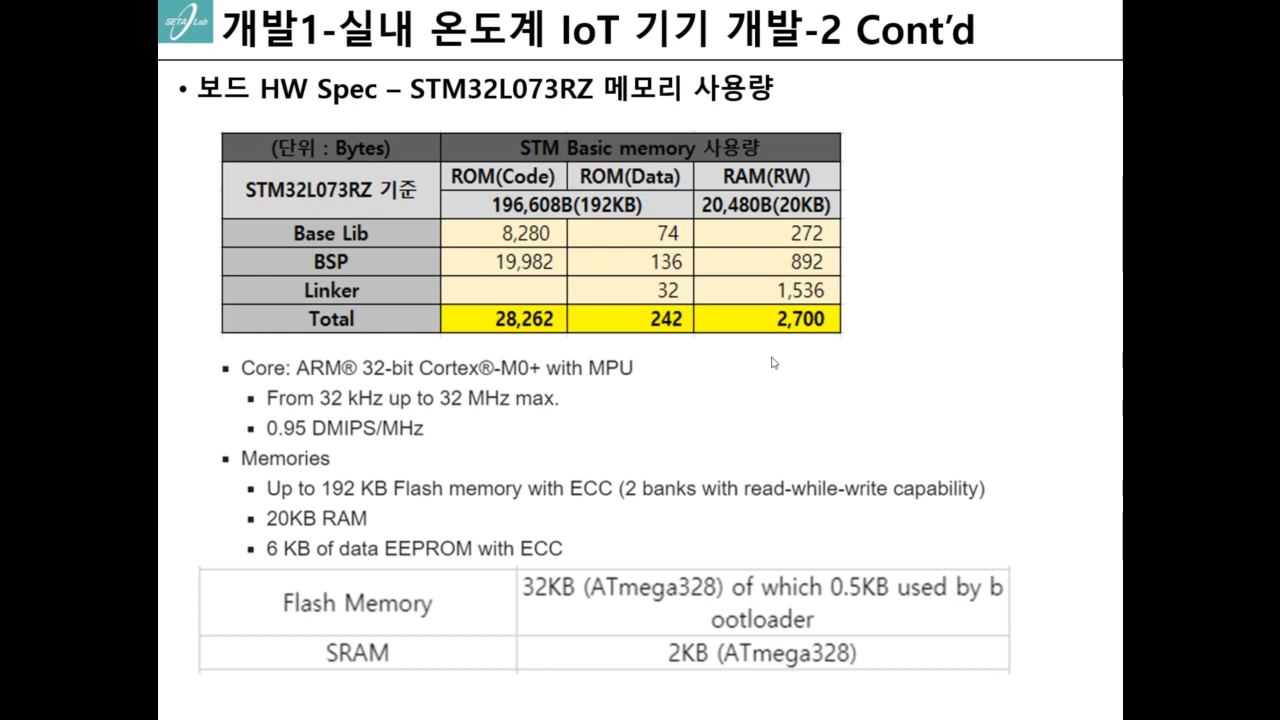 SETA Lab
개발1-실내 온도계 IoT 기기 개발-2 Cont'd
• 보드 HW Spec – STM32L073RZ 메모리 사용량
(단위 : Bytes) STM Basic memory 사용량
STM32L073RZ 기준 ROM(Code) ROM(Data) RAM(RW)
196,608B(192KB) 20,480B(20KB)
Base Lib 8,280 74 272
BSP 19,982 136 892
Linker 32 1,536
Total 28,262 242 2,700
▪ Core: ARM® 32-bit Cortex®-M0+ with MPU
▪ From 32 kHz up to 32 MHz max.
▪ 0.95 DMIPS/MHz
▪ Memories
▪ Up to 192 KB Flash memory with ECC (2 banks with read-while-write capability)
▪ 20KB RAM
▪ 6 KB of data EEPROM with ECC
Flash Memory 32KB (ATmega328) of which 0.5KB used by b
ootloader
SRAM 2KB (ATmega328)